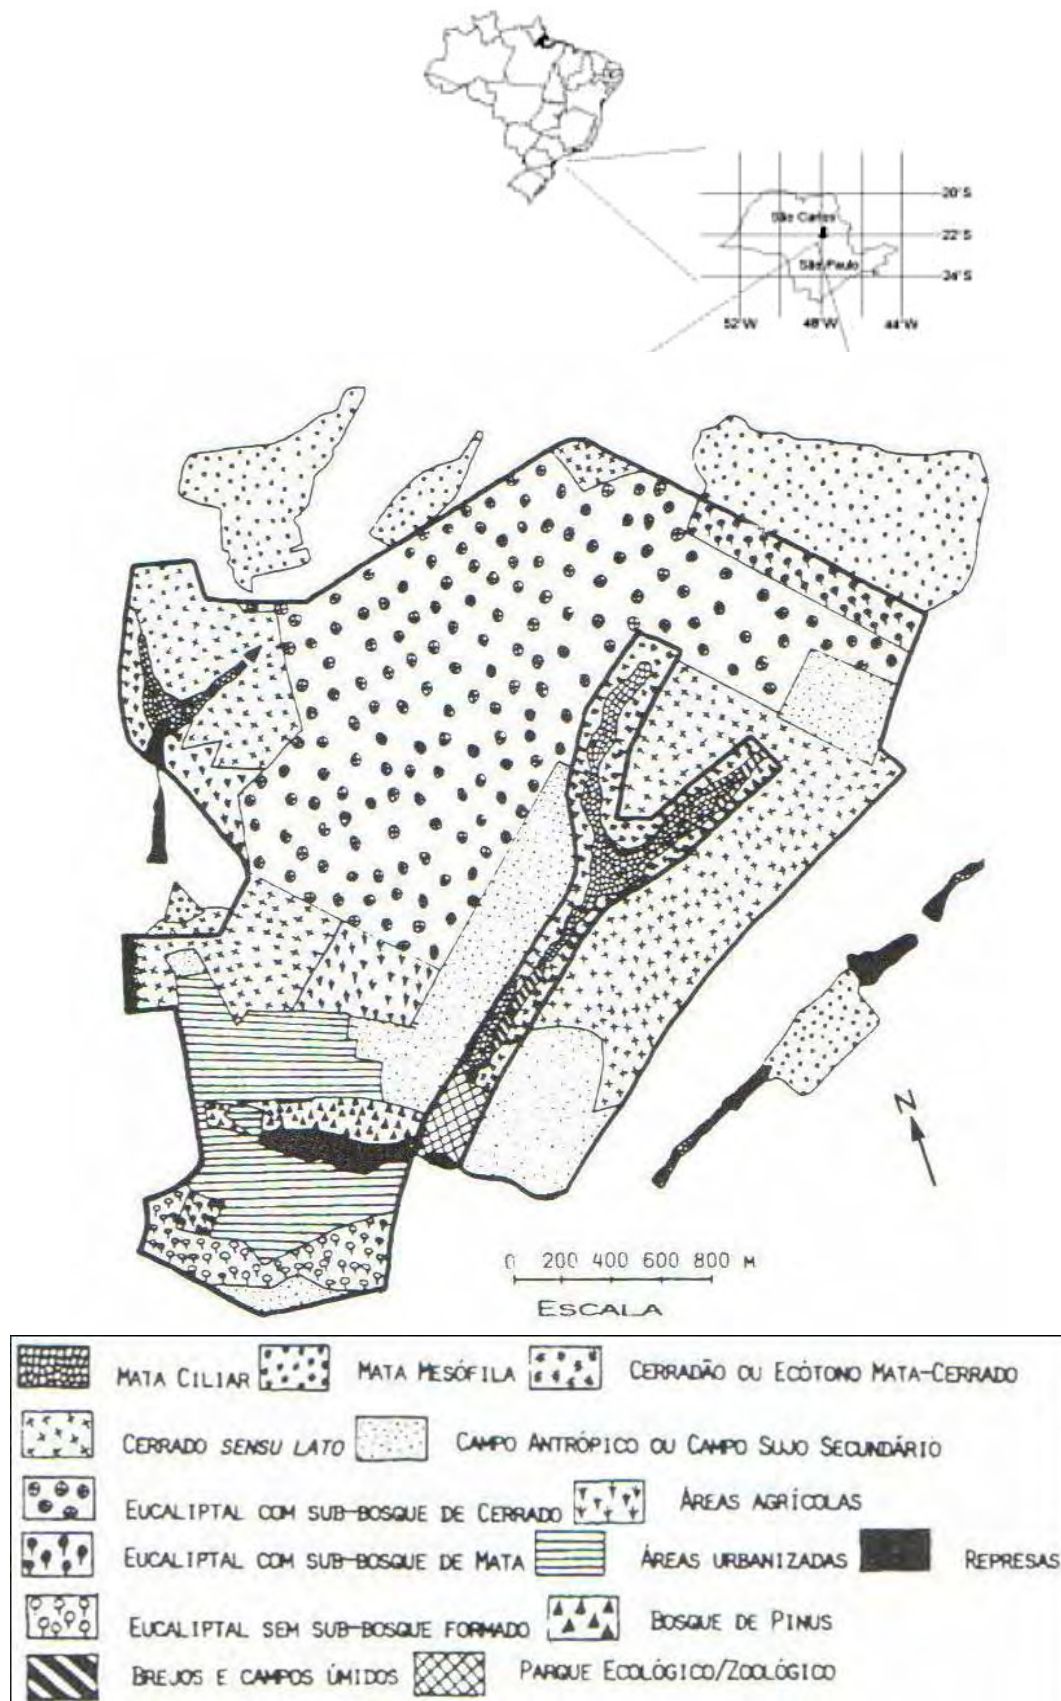 20°S
São Carlos
22°S
São Paulo
24°S
52°W 48°W 44°W
N
0 200 400 600 800 M
ESCALA
MATA CILIAR MATA MESÓFILA CERRADÃO OU ECÓTONO MATA-CERRADO
CERRADO SENSU LATO CAMPO ANTRÓPICO OU CAMPO SUJO SECUNDÁRIO
EUCALIPTAL COM SUB-BOSQUE DE CERRADO ÁREAS AGRÍCOLAS
EUCALIPTAL COM SUB-BOSQUE DE MATA ÁREAS URBANIZADAS REPRESAS
EUCALIPTAL SEM SUB-BOSQUE FORMADO BOSQUE DE PINUS
BREJOS E CAMPOS ÚMIDOS PARQUE ECOLÓGICO/ZOOLÓGICO